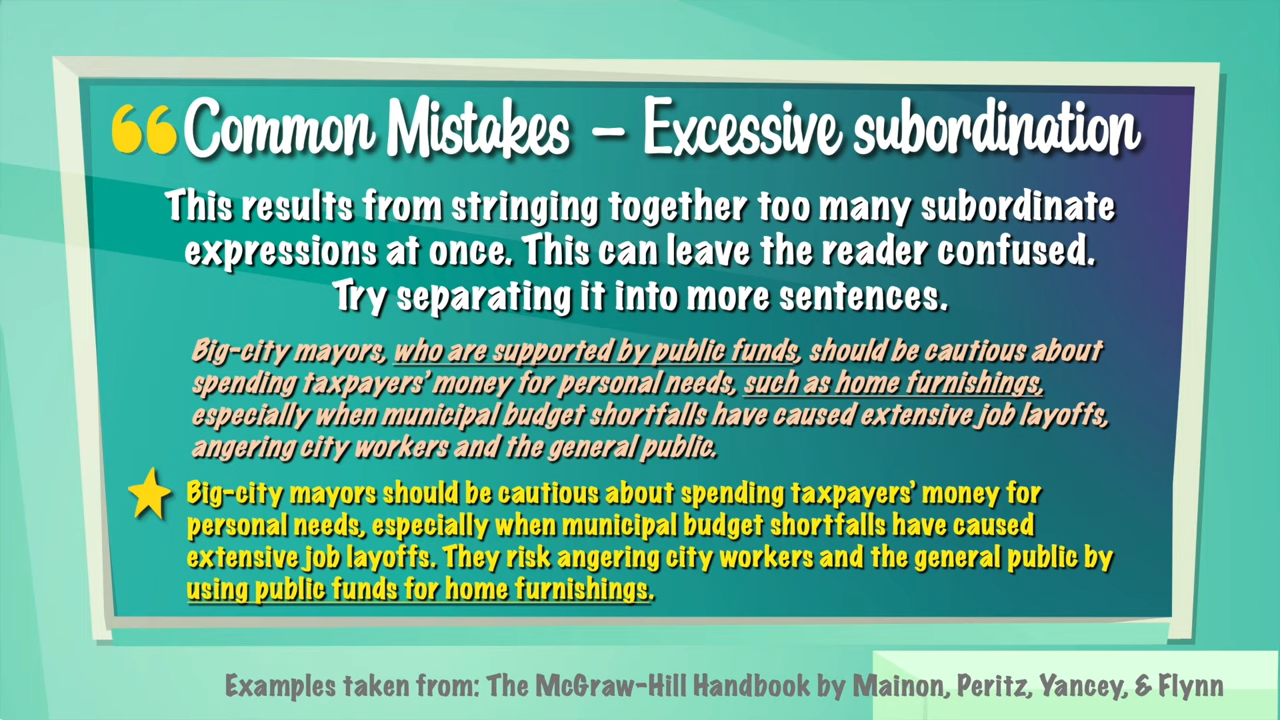 “ Common Mistakes – Excessive subordination
This results from stringing together too many subordinate
expressions at once. This can leave the reader confused.
Try separating it into more sentences.
Big-city mayors, who are supported by public funds, should be cautious about
spending taxpayers’ money for personal needs, such as home furnishings,
especially when municipal budget shortfalls have caused extensive job layoffs,
angering city workers and the general public.
Big-city mayors should be cautious about spending taxpayers’ money for
personal needs, especially when municipal budget shortfalls have caused
extensive job layoffs. They risk angering city workers and the general public by
using public funds for home furnishings.
Examples taken from: The McGraw-Hill Handbook by Mainon, Peritz, Yancey, & Flynn